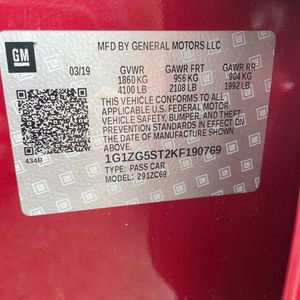 GM
MFD BY GENERAL MOTORS LLC
03/19 GVWR GAWR FRT GAWR RR
1860 KG 956 KG 904 KG
4100 LB 2108 LB 1992 LB
THIS VEHICLE CONFORMS TO ALL
APPLICABLE U.S. FEDERAL MOTOR
VEHICLE SAFETY, BUMPER, AND THEFT
PREVENTION STANDARDS IN EFFECT
ON THE DATE OF MANUFACTURE SHOWN
ABOVE.
434B
1G1ZG5ST2KF190769
TYPE: PASS CAR
MODEL: 291ZC69